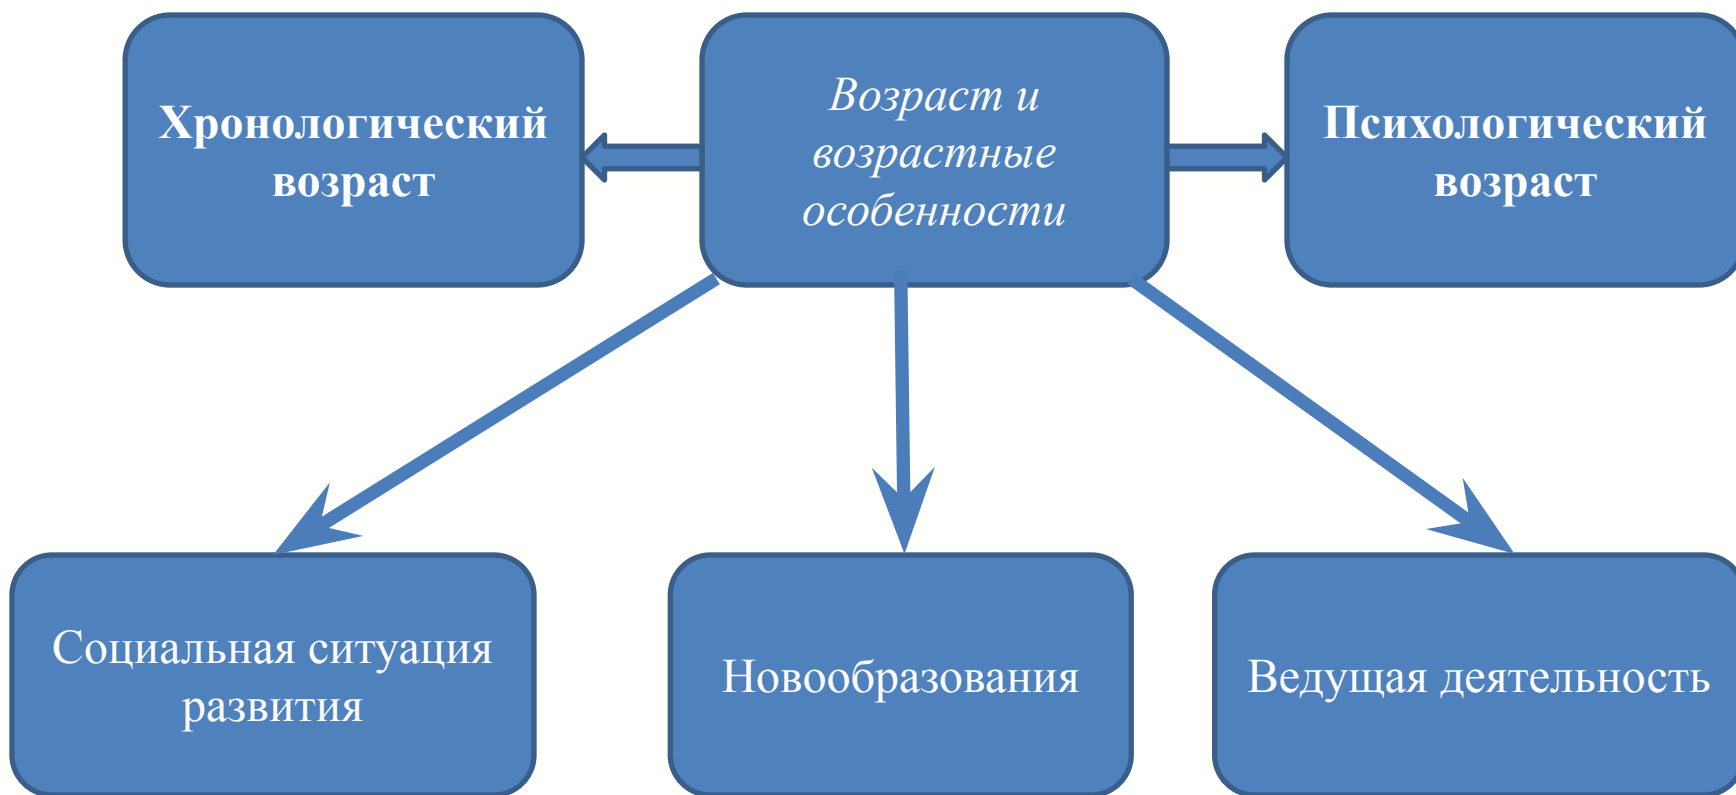 Хронологический
возраст
Возраст и
возрастные
особенности
Психологический
возраст
Социальная ситуация
развития
Новообразования
Ведущая деятельность